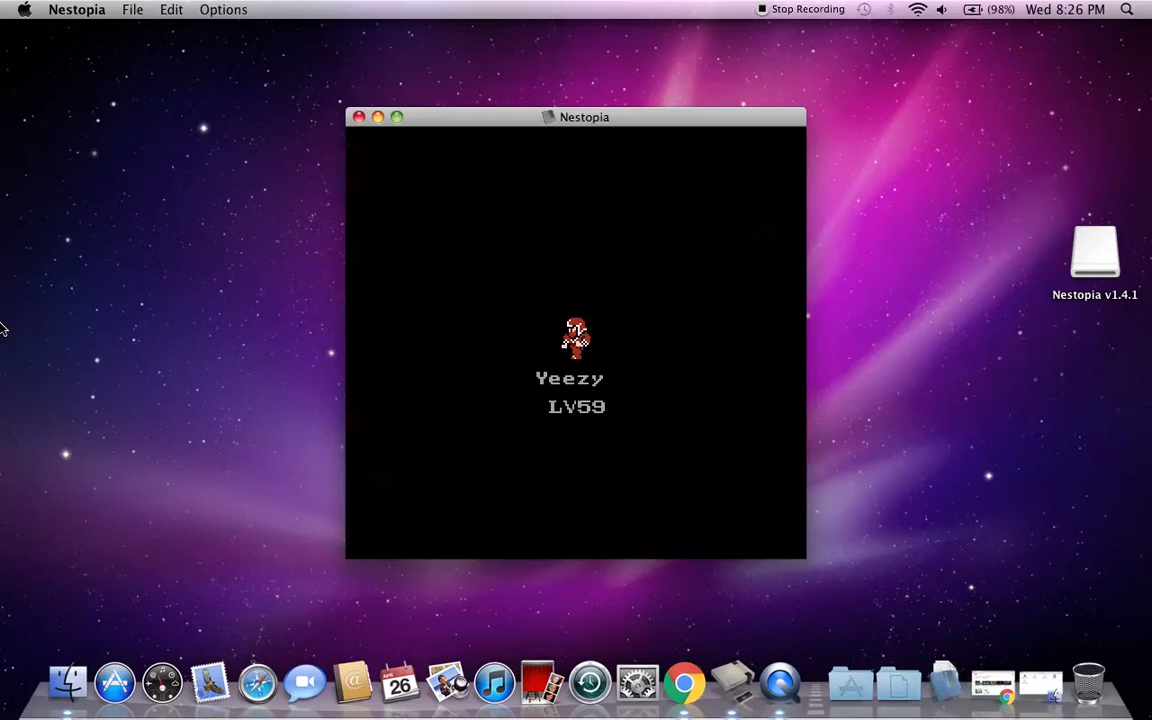 Nestopia File Edit Options Stop Recording (98%) Wed 8:26 PM
Nestopia
Nestopia v1.4.1
Yeezy
LV59
APR
26